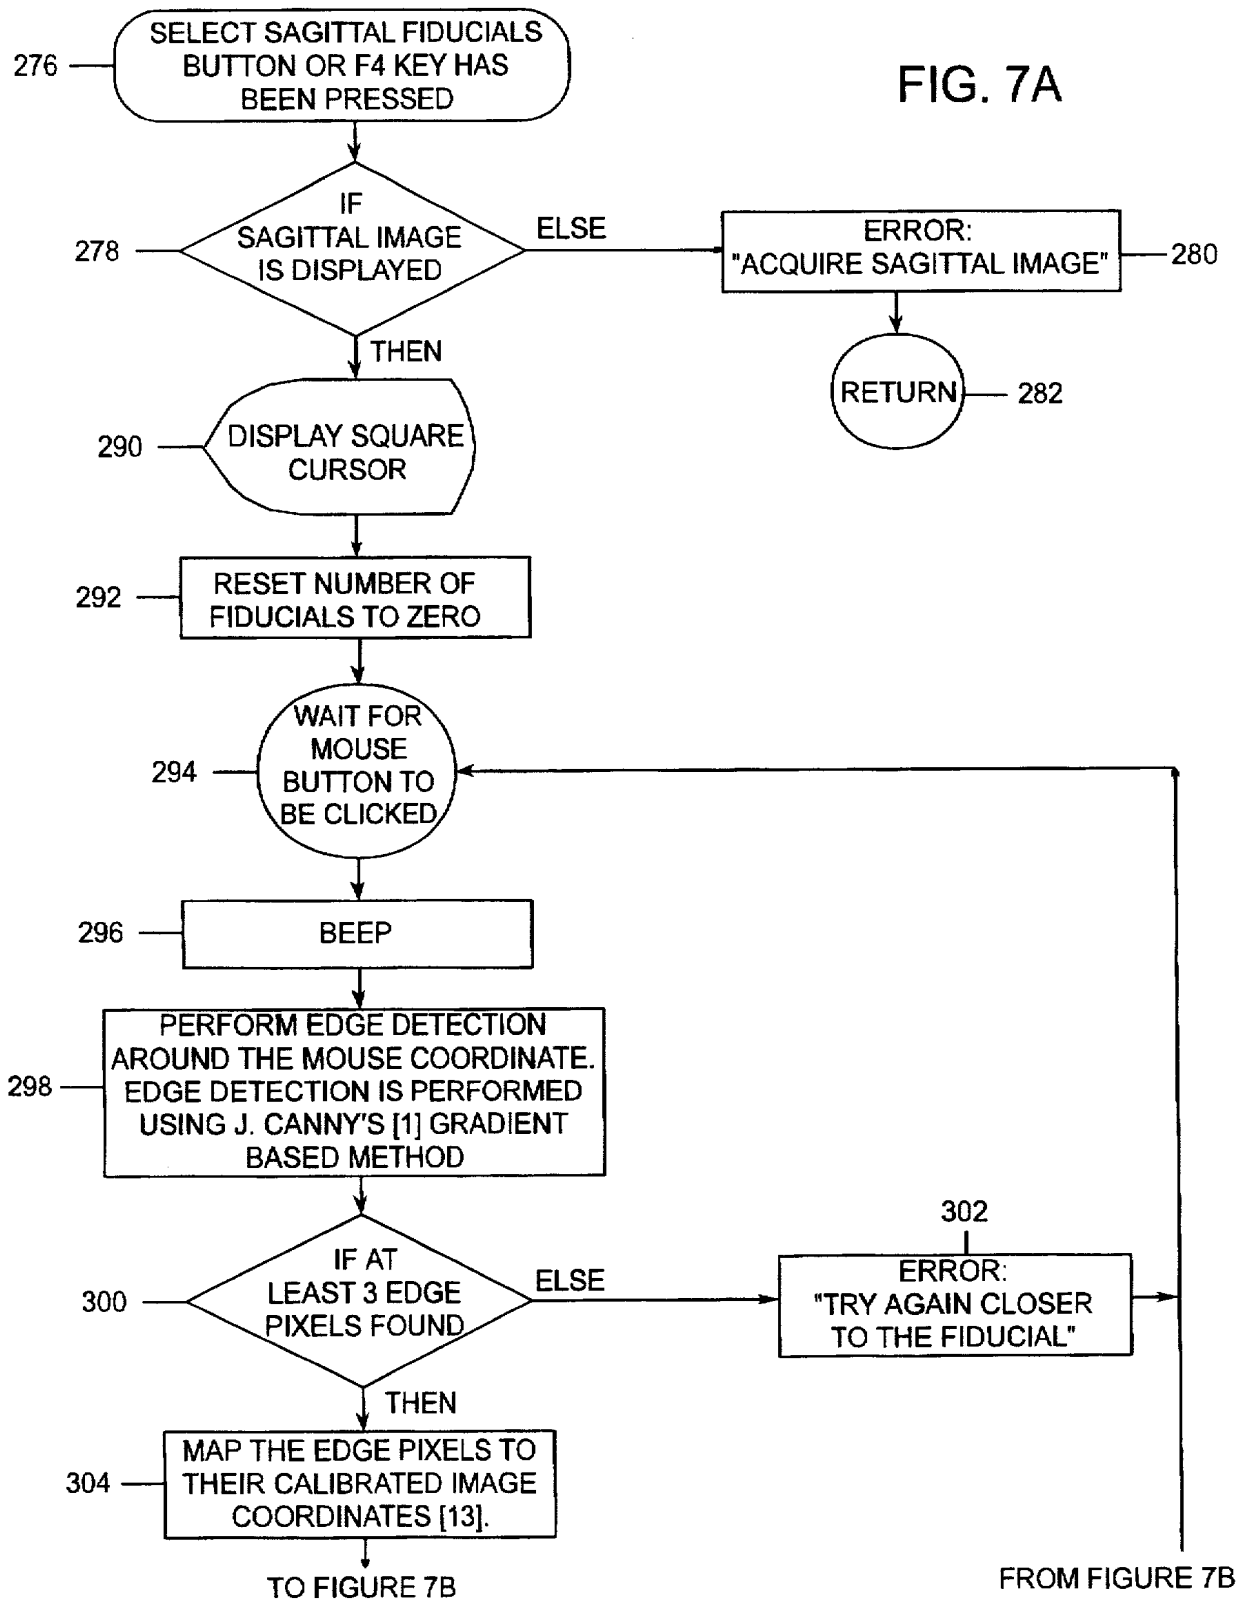 SELECT SAGITTAL FIDUCIALS
BUTTON OR F4 KEY HAS
BEEN PRESSED
276
FIG. 7A
IF
SAGITTAL IMAGE
IS DISPLAYED
278
ELSE
ERROR:
"ACQUIRE SAGITTAL IMAGE"
280
RETURN
282
THEN
DISPLAY SQUARE
CURSOR
290
RESET NUMBER OF
FIDUCIALS TO ZERO
292
WAIT FOR
MOUSE
BUTTON TO
BE CLICKED
294
BEEP
296
PERFORM EDGE DETECTION
AROUND THE MOUSE COORDINATE.
EDGE DETECTION IS PERFORMED
USING J. CANNY'S [1] GRADIENT
BASED METHOD
298
IF AT
LEAST 3 EDGE
PIXELS FOUND
300
ELSE
302
ERROR:
"TRY AGAIN CLOSER
TO THE FIDUCIAL"
THEN
MAP THE EDGE PIXELS TO
THEIR CALIBRATED IMAGE
COORDINATES [13].
304
TO FIGURE 7B
FROM FIGURE 7B